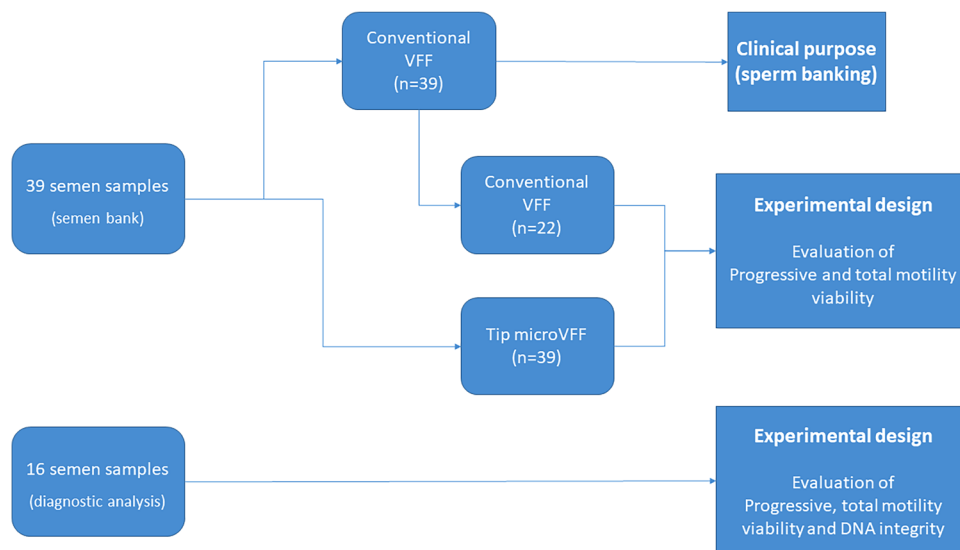 Conventional
VFF
(n=39)
Clinical purpose
(sperm banking)
39 semen samples
(semen bank)
Conventional
VFF
(n=22)
Experimental design
Evaluation of
Progressive and total motility
viability
Tip microVFF
(n=39)
16 semen samples
(diagnostic analysis)
Experimental design
Evaluation of
Progressive, total motility
viability and DNA integrity